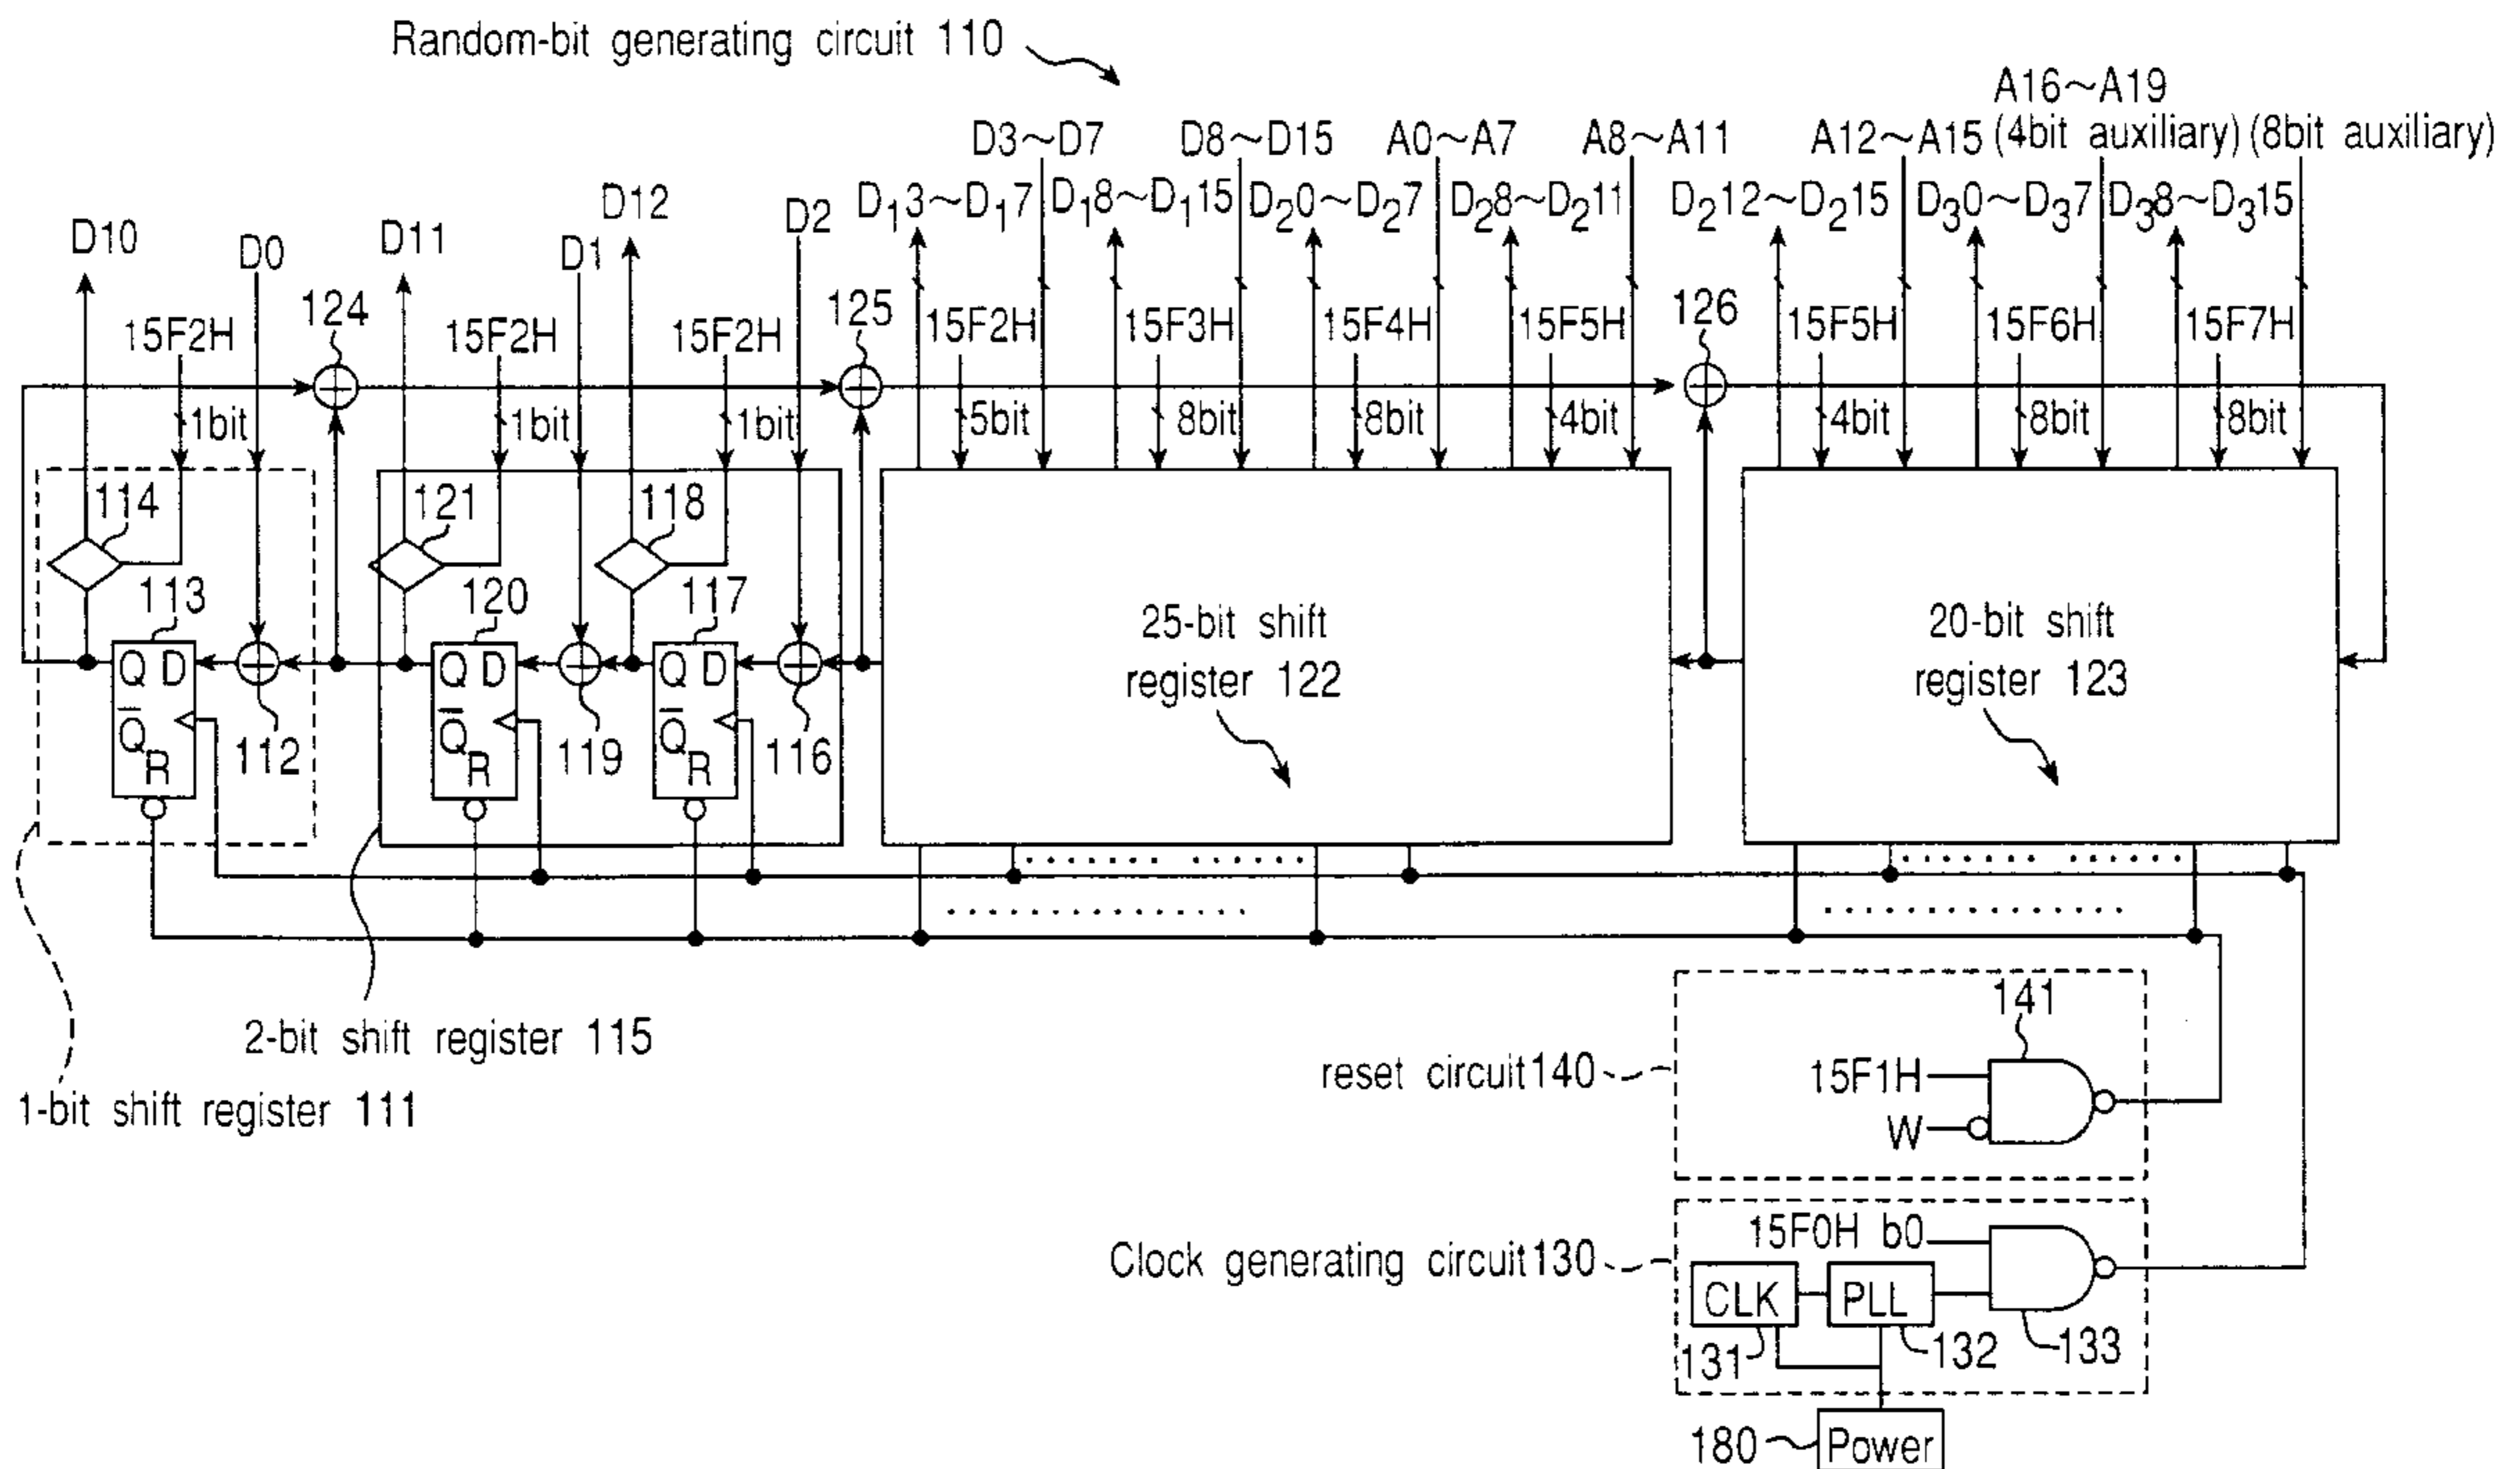 Random-bit generating circuit 110
A16~A19
D3~D7 D8~D15 A0~A7 A8~A11 A12~A15 (4bit auxiliary) (8bit auxiliary)
D10 D0 D11 D1 D12 D2 D₁3~D₁7 D₁8~D₁15 D₂0~D₂7 D₂8~D₂11 D₂12~D₂15 D₃0~D₃7 D₃8~D₃15
15F2H 124 15F2H 15F2H 125 15F2H 15F3H 15F4H 15F5H 126 15F5H 15F6H 15F7H
1bit 1bit 1bit 5bit 8bit 8bit 4bit 4bit 8bit 8bit
114 121 118
113 120 117
25-bit shift
register 122
20-bit shift
register 123
Q D Q D Q D
Q̅ Q̅ Q̅
R 112 R 119 R 116
2-bit shift register 115
1-bit shift register 111
141
reset circuit140 15F1H
W
15F0H b0
Clock generating circuit130
CLK PLL
131 132 133
180 Power